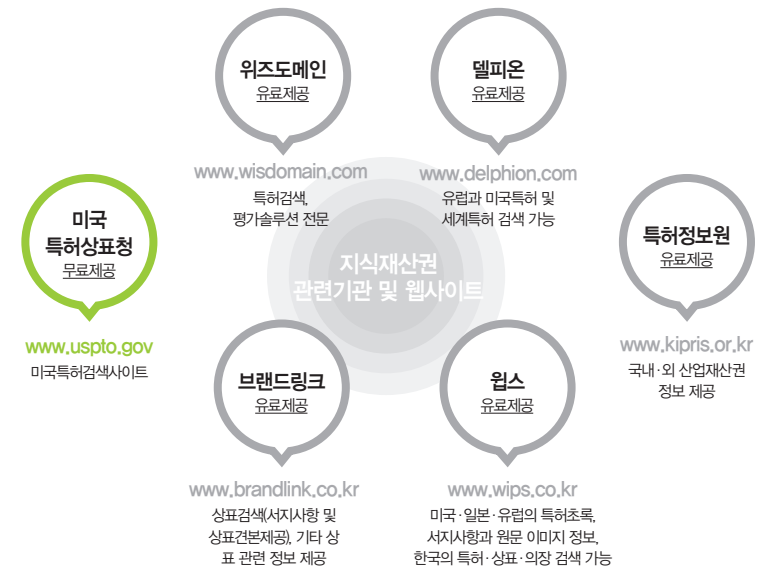 위즈도메인
유료제공
www.wisdomain.com
특허검색,
평가솔루션 전문
델피온
유료제공
www.delphion.com
유럽과 미국특허 및
세계특허 검색 가능
미국
특허상표청
무료제공
www.uspto.gov
미국특허검색사이트
지식재산권
관련기관 및 웹사이트
특허정보원
유료제공
www.kipris.or.kr
국내·외 산업재산권
정보 제공
브랜드링크
유료제공
www.brandlink.co.kr
상표검색(서지사항 및
상표견본제공), 기타 상
표 관련 정보 제공
윕스
유료제공
www.wips.co.kr
미국·일본·유럽의 특허초록,
서지사항과 원문 이미지 정보,
한국의 특허·상표·의장 검색 가능